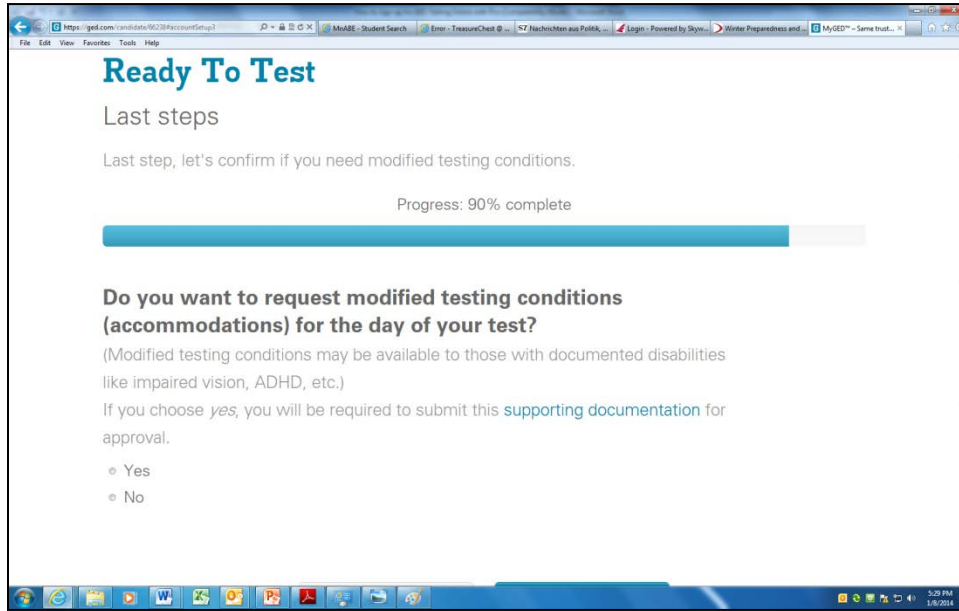 https://ged.com/candidate/66238#accountSetup3
MnABE - Student Search
Error - TreasureChest @ ...
SZ Nachrichten aus Politik, ...
Login - Powered by Skyw...
Winter Preparedness and ...
MyGED™ – Same trust...
File Edit View Favorites Tools Help
Ready To Test
Last steps
Last step, let's confirm if you need modified testing conditions.
Progress: 90% complete
Do you want to request modified testing conditions
(accommodations) for the day of your test?
(Modified testing conditions may be available to those with documented disabilities
like impaired vision, ADHD, etc.)
If you choose yes, you will be required to submit this supporting documentation for
approval.
Yes
No
5:29 PM
1/8/2014